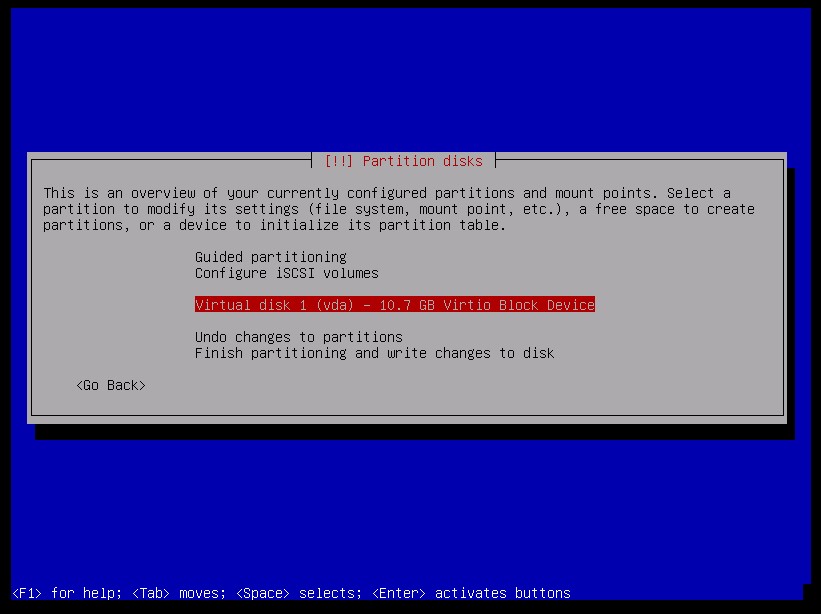 [!!] Partition disks
This is an overview of your currently configured partitions and mount points. Select a
partition to modify its settings (file system, mount point, etc.), a free space to create
partitions, or a device to initialize its partition table.
Guided partitioning
Configure iSCSI volumes
Virtual disk 1 (vda) - 10.7 GB Virtio Block Device
Undo changes to partitions
Finish partitioning and write changes to disk
<Go Back>
<F1> for help; <Tab> moves; <Space> selects; <Enter> activates buttons